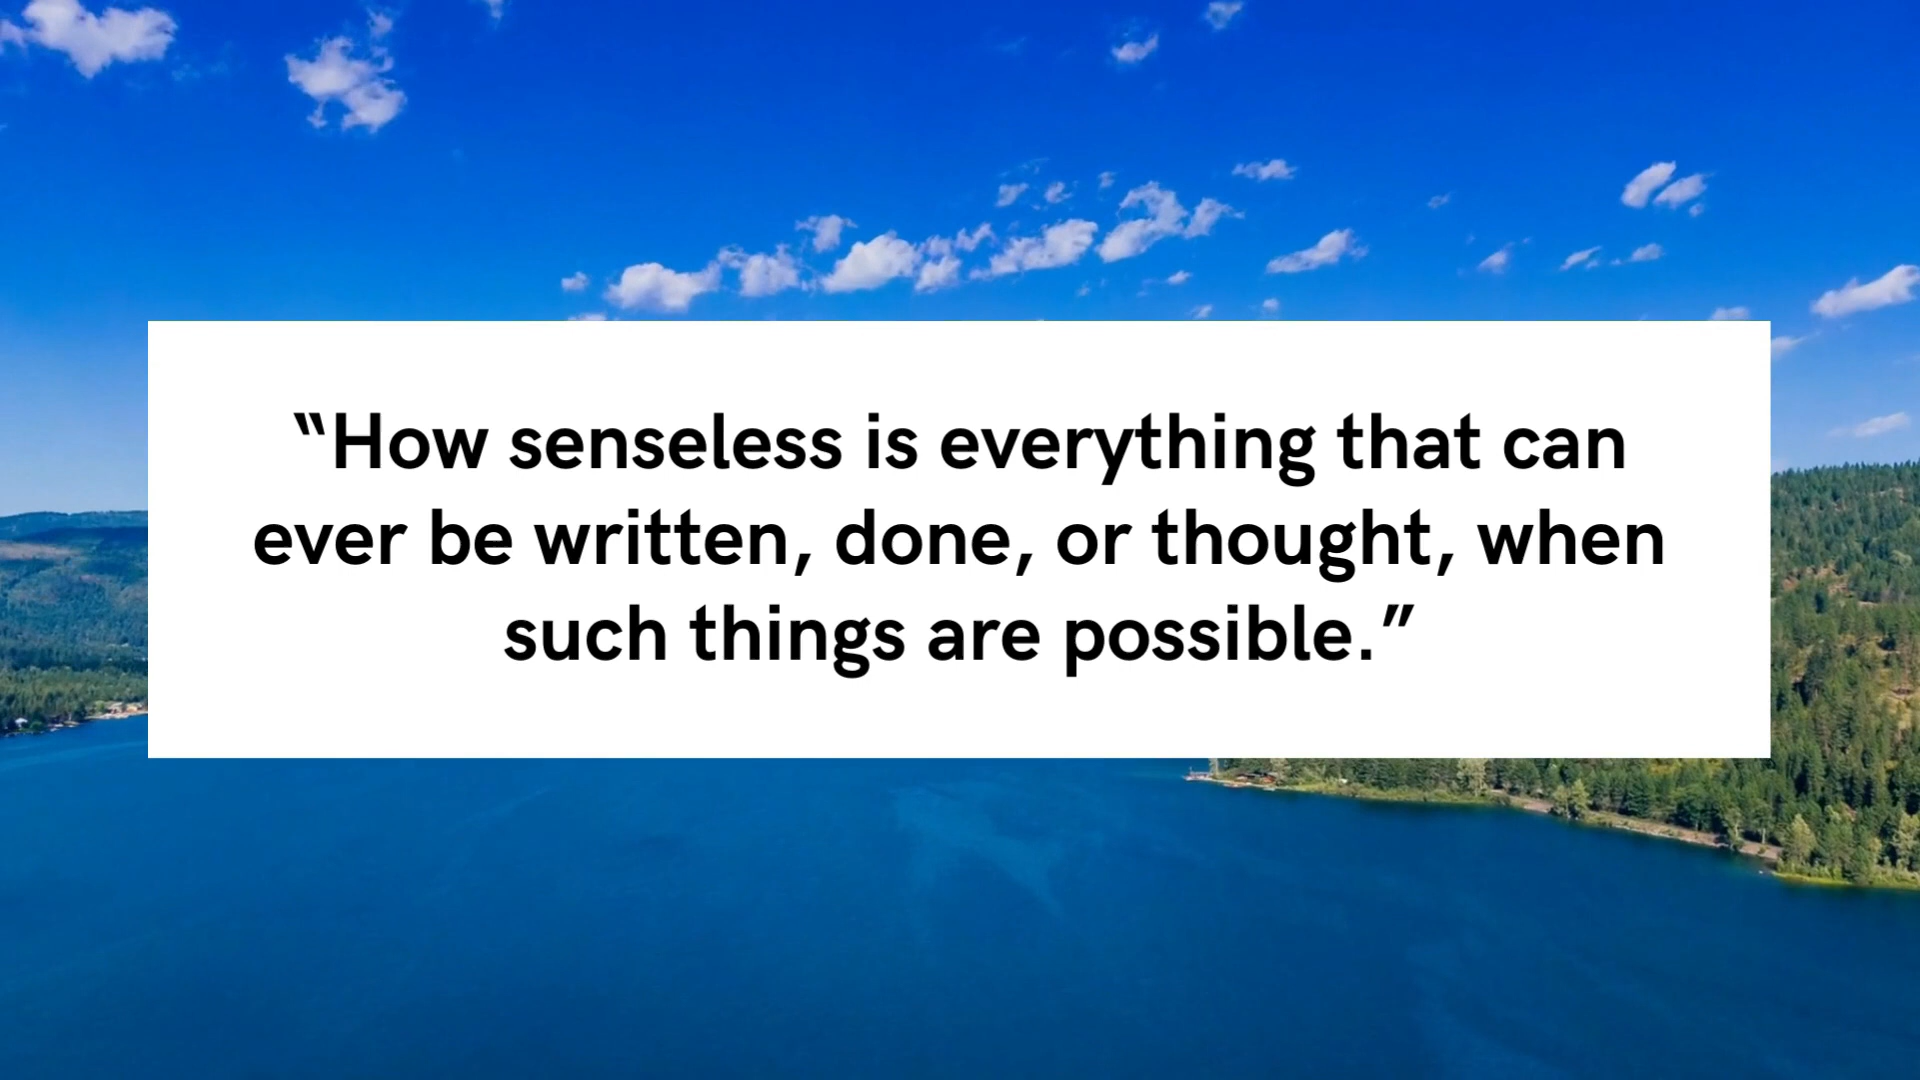 “How senseless is everything that can
ever be written, done, or thought, when
such things are possible.”